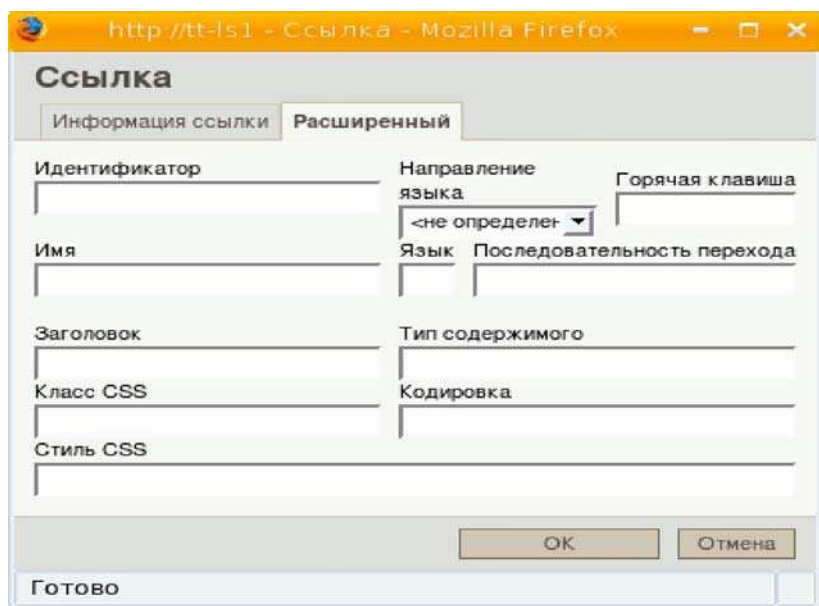 http://tt-ls1 - Ссылка - Mozilla Firefox
Ссылка
Информация ссылки Расширенный
Идентификатор
Направление
языка
Горячая клавиша
<не определен
Имя
Язык Последовательность перехода
Заголовок Тип содержимого
Класс CSS Кодировка
Стиль CSS
OK Отмена
Готово